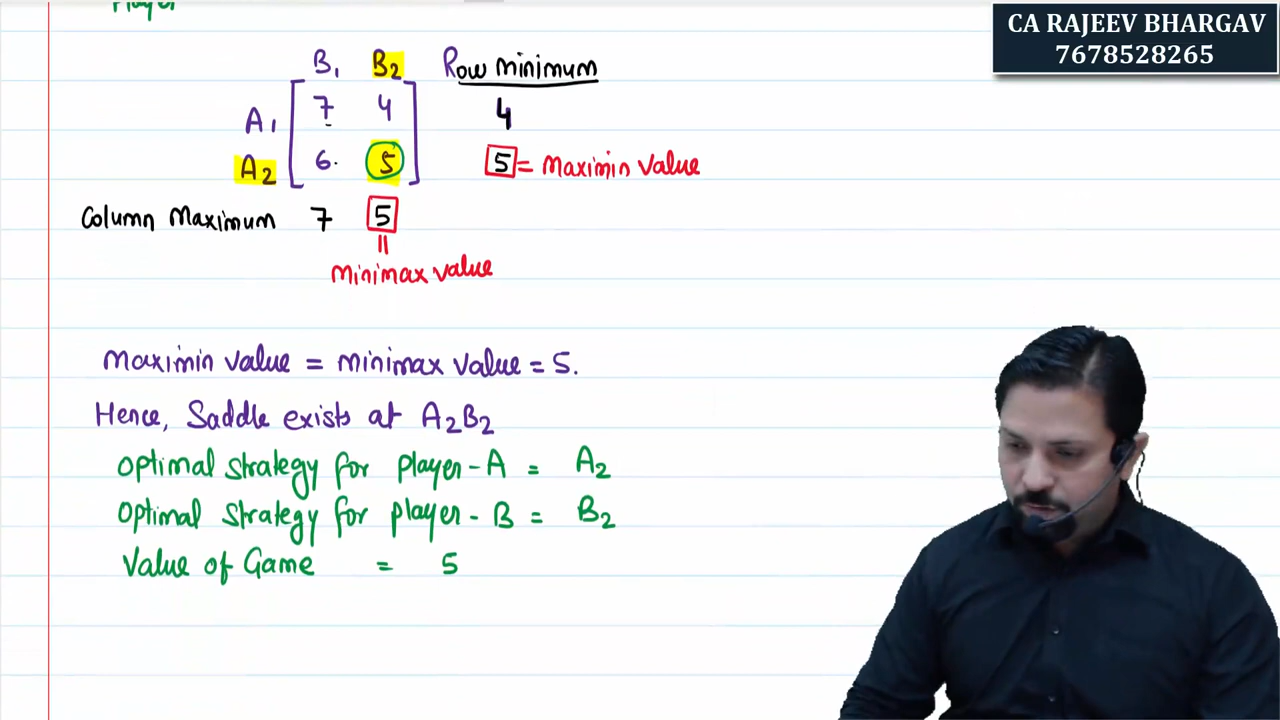 Player
CA RAJEEV BHARGAV
7678528265
B1 B2 Row minimum
A1 7 4 4
A2 6 5 5 = Maximin Value
Column Maximum 7 5
=
Minimax value
Maximin value = minimax value = 5.
Hence, Saddle exists at A2B2
Optimal strategy for player-A = A2
Optimal strategy for player-B = B2
Value of Game = 5